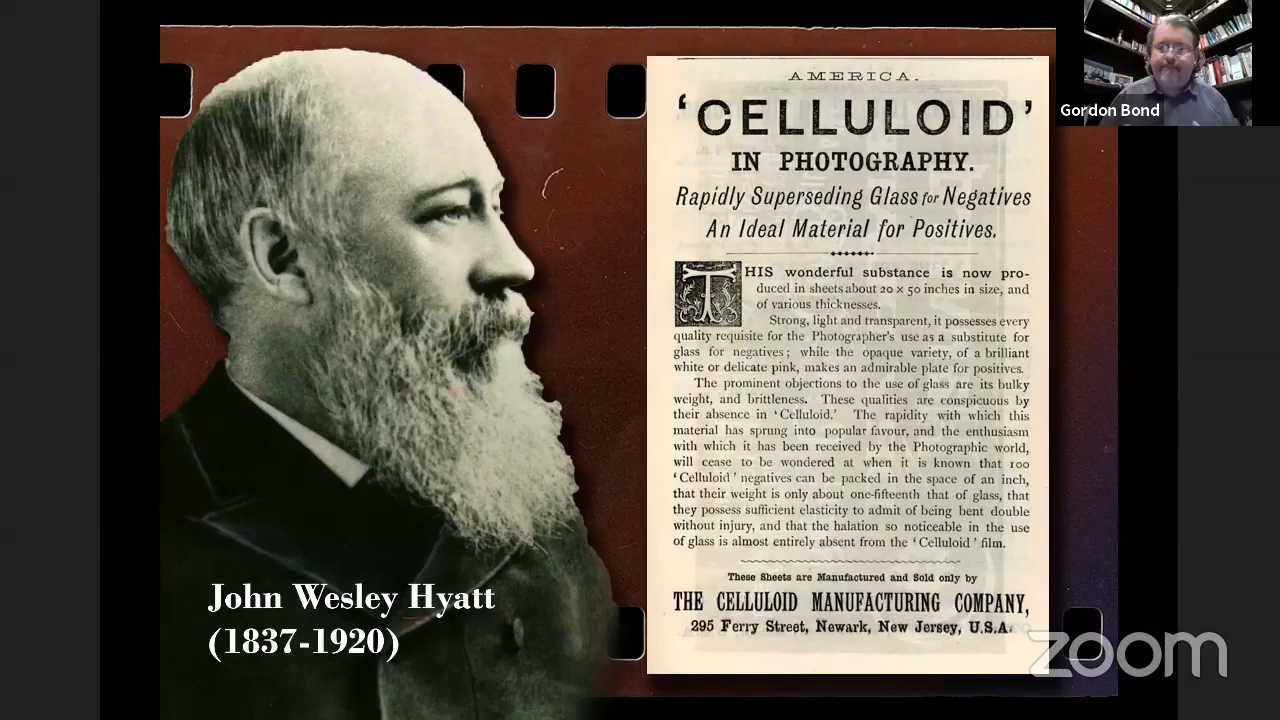 AMERICA.
'CELLULOID'
IN PHOTOGRAPHY.
Rapidly Superseding Glass for Negatives
An Ideal Material for Positives.
THIS wonderful substance is now pro-
duced in sheets about 20 x 50 inches in size, and
of various thicknesses.
Strong, light and transparent, it possesses every
quality requisite for the Photographer's use as a substitute for
glass for negatives; while the opaque variety, of a brilliant
white or delicate pink, makes an admirable plate for positives.
The prominent objections to the use of glass are its bulky
weight, and brittleness. These qualities are conspicuous by
their absence in 'Celluloid.' The rapidity with which this
material has sprung into popular favour, and the enthusiasm
with which it has been received by the Photographic world,
will cease to be wondered at when it is known that 100
'Celluloid' negatives can be packed in the space of an inch,
that their weight is only about one-fifteenth that of glass, that
they possess sufficient elasticity to admit of being bent double
without injury, and that the halation so noticeable in the use
of glass is almost entirely absent from the 'Celluloid' film.
These Sheets are Manufactured and Sold only by
THE CELLULOID MANUFACTURING COMPANY,
295 Ferry Street, Newark, New Jersey, U.S.A.
John Wesley Hyatt
(1837-1920)
Gordon Bond
zoom